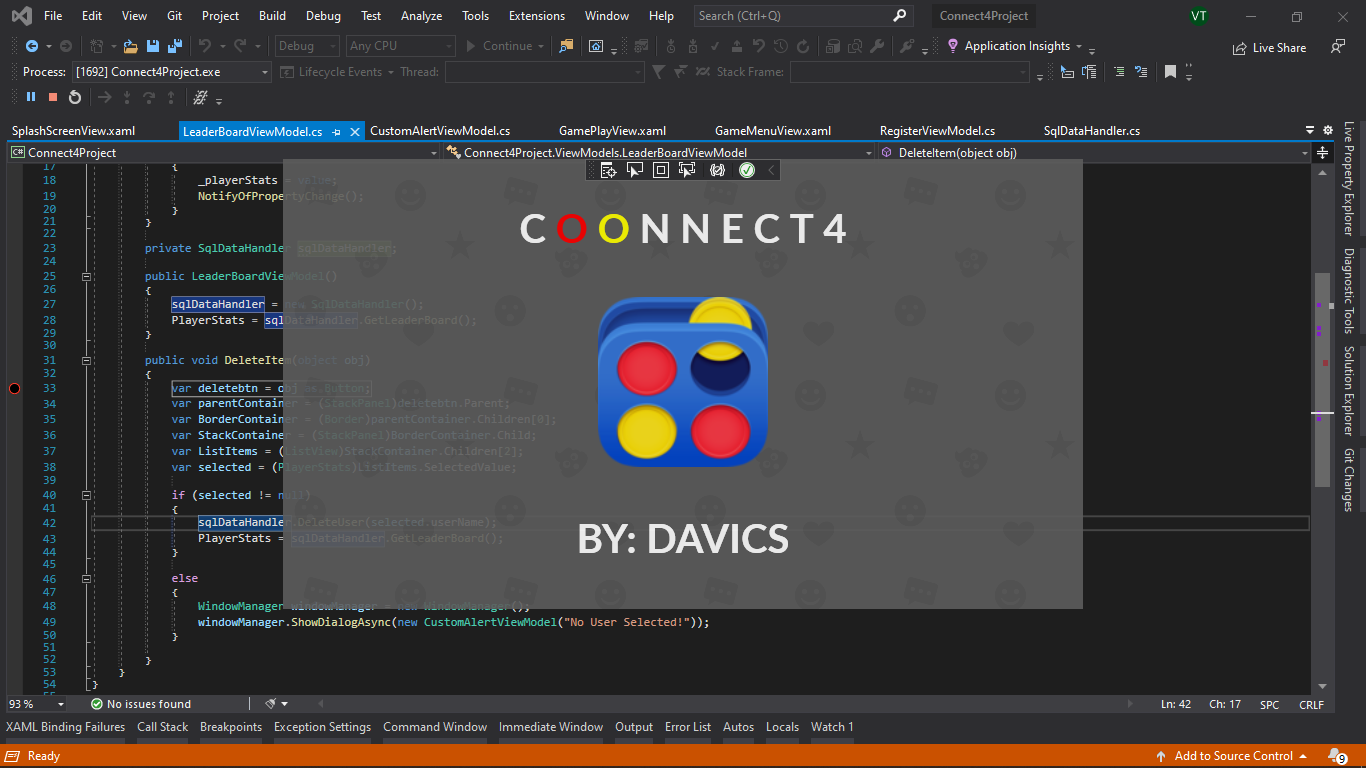 File Edit View Git Project Build Debug Test Analyze Tools Extensions Window Help Search (Ctrl+Q) Connect4Project VT
Debug Any CPU Continue Application Insights Live Share
Process: [1692] Connect4Project.exe Lifecycle Events Thread: Stack Frame:
SplashScreenView.xaml LeaderBoardViewModel.cs CustomAlertViewModel.cs GamePlayView.xaml GameMenuView.xaml RegisterViewModel.cs SqlDataHandler.cs
C# Connect4Project Connect4Project.ViewModels.LeaderBoardViewModel DeleteItem(object obj)
17 {
18 _playerStats = value;
19 NotifyOfPropertyChange();
20 }
21 }
22
23 private SqlDataHandler sqlDataHandler;
24
25 public LeaderBoardViewModel()
26 {
27 sqlDataHandler = new SqlDataHandler();
28 PlayerStats = sqlDataHandler.GetLeaderBoard();
29 }
30
31 public void DeleteItem(object obj)
32 {
33 var deletebtn = obj as Button;
34 var parentContainer = (StackPanel)deletebtn.Parent;
35 var BorderContainer = (Border)parentContainer.Children[0];
36 var StackContainer = (StackPanel)BorderContainer.Child;
37 var ListItems = (ListView)StackContainer.Children[2];
38 var selected = (PlayerStats)ListItems.SelectedValue;
39
40 if (selected != null)
41 {
42 sqlDataHandler.DeleteUser(selected.userName);
43 PlayerStats = sqlDataHandler.GetLeaderBoard();
44 }
45
46 else
47 {
48 WindowManager windowManager = new WindowManager();
49 windowManager.ShowDialogAsync(new CustomAlertViewModel("No User Selected!"));
50 }
51
52 }
53 }
54 }
55
COONNECT4
BY: DAVICS
Live Property Explorer
Diagnostic Tools
Solution Explorer
Git Changes
93 % No issues found Ln: 42 Ch: 17 SPC CRLF
XAML Binding Failures Call Stack Breakpoints Exception Settings Command Window Immediate Window Output Error List Autos Locals Watch 1
Ready Add to Source Control 9